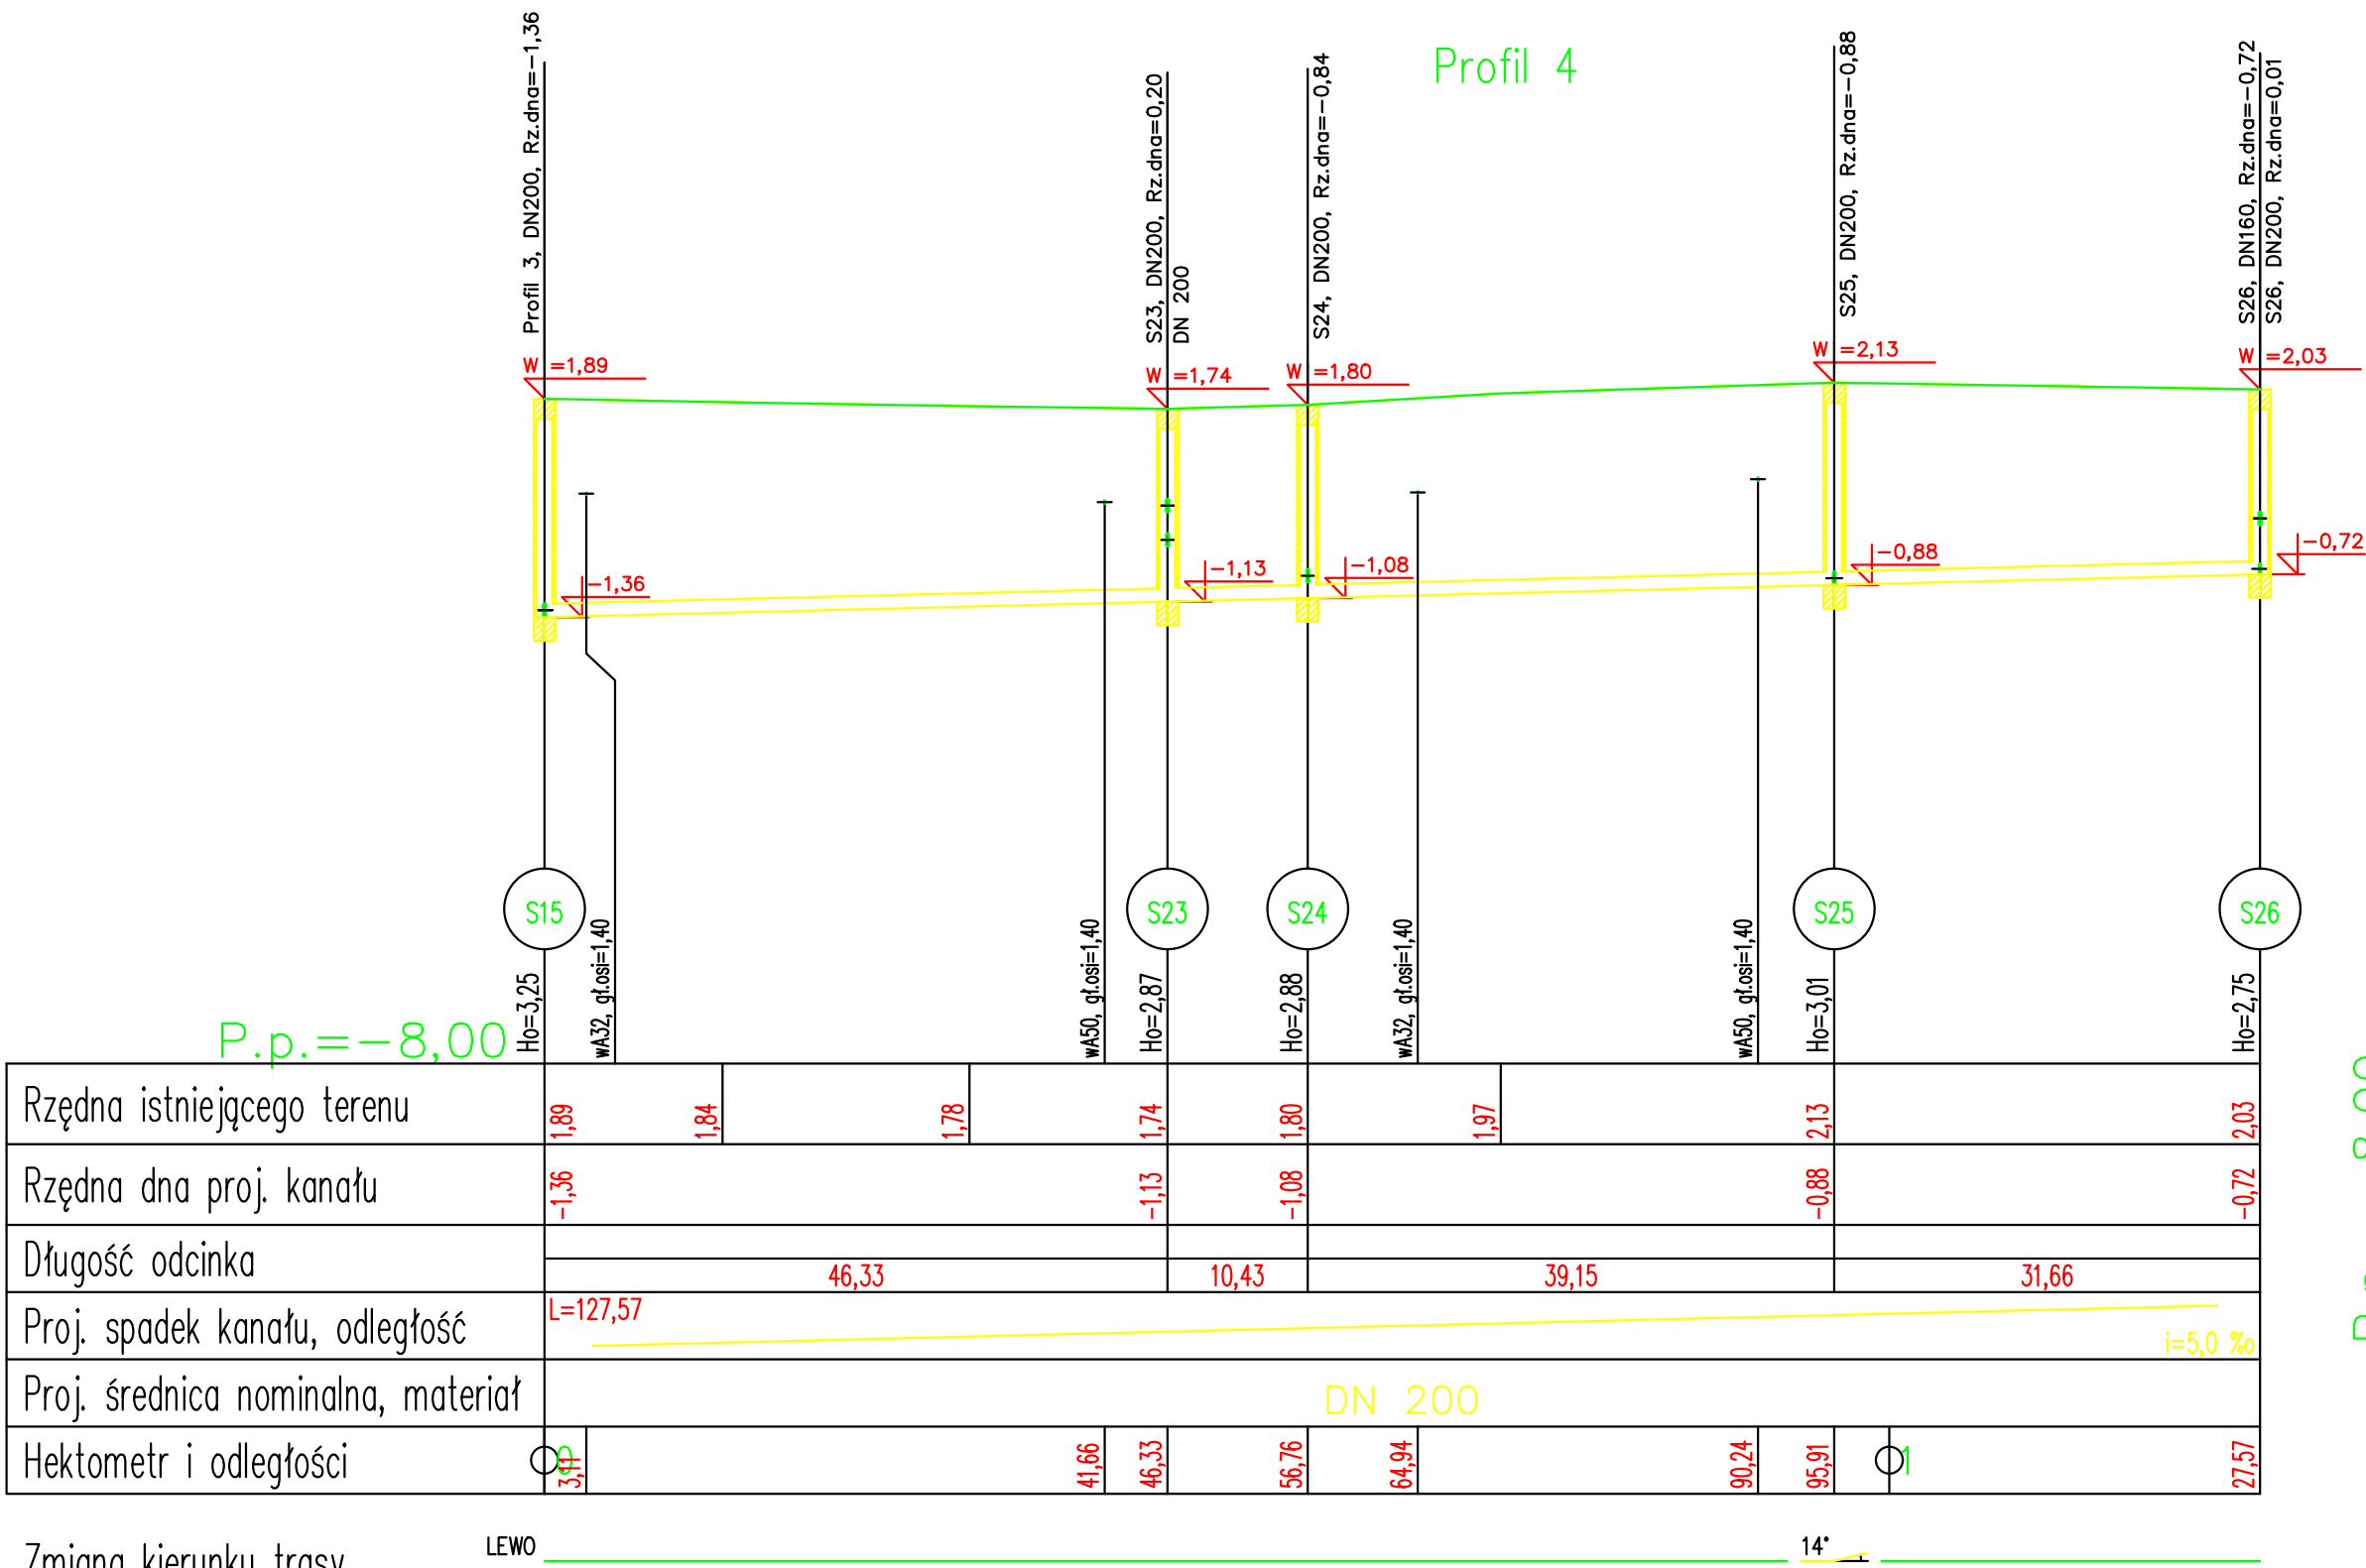 Profil 4
Profil 3, DN200, Rz.dna=-1,36
S23, DN200, Rz.dna=0,20
DN 200
S24, DN200, Rz.dna=-0,84
S25, DN200, Rz.dna=-0,88
S26, DN160, Rz.dna=-0,72
S26, DN200, Rz.dna=0,01
W =1,89
W =1,74
W =1,80
W =2,13
W =2,03
-1,36
-1,13
-1,08
-0,88
-0,72
S15
S23
S24
S25
S26
Ho=3,25
wA32, gł.osi=1,40
wA50, gł.osi=1,40
Ho=2,87
Ho=2,88
wA32, gł.osi=1,40
wA50, gł.osi=1,40
Ho=3,01
Ho=2,75
P.p.=-8,00
Rzędna istniejącego terenu
1,89
1,84
1,78
1,74
1,80
1,97
2,13
2,03
Rzędna dna proj. kanału
-1,36
-1,13
-1,08
-0,88
-0,72
Długość odcinka
46,33
10,43
39,15
31,66
Proj. spadek kanału, odległość
L=127,57
i=5,0 ‰
Proj. średnica nominalna, materiał
DN 200
Hektometr i odległości
0
3,11
41,66
46,33
56,76
64,94
90,24
95,91
1
27,57
Zmiana kierunku trasy
LEWO
14°